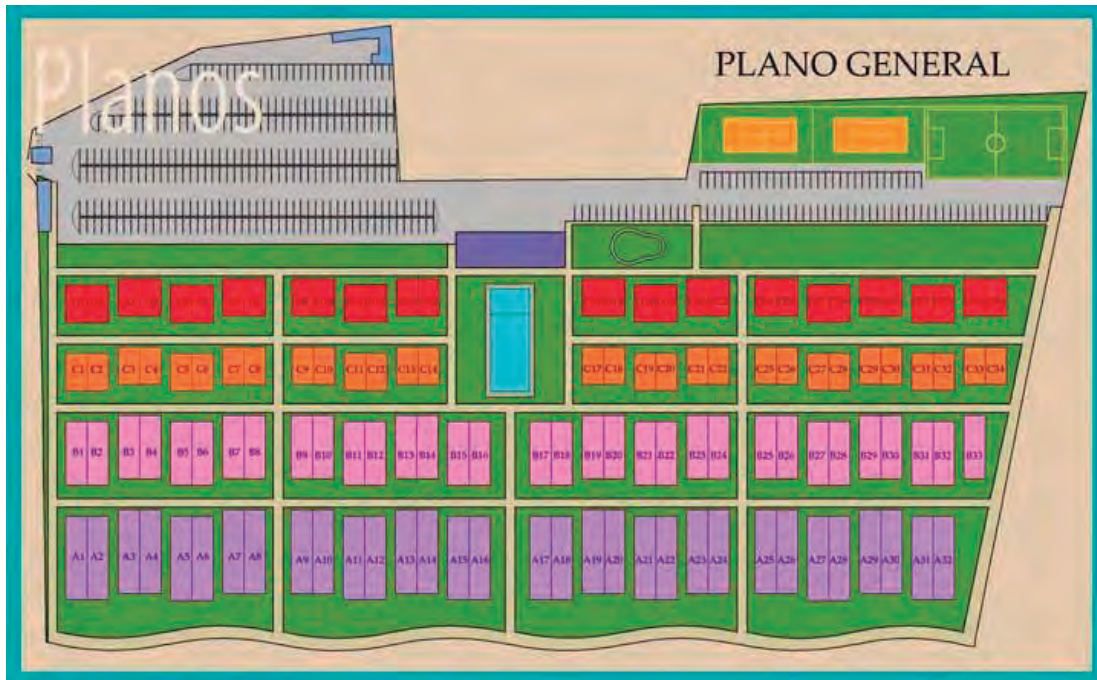 Planos
PLANO GENERAL
C1 C2 C3 C4 C5 C6 C7 C8 C9 C10 C11 C12 C13 C14 C17 C18 C19 C20 C21 C22 C25 C26 C27 C28 C29 C30 C31 C32 C33 C34
B1 B2 B3 B4 B5 B6 B7 B8 B9 B10 B11 B12 B13 B14 B15 B16 B17 B18 B19 B20 B21 B22 B23 B24 B25 B26 B27 B28 B29 B30 B31 B32 B33
A1 A2 A3 A4 A5 A6 A7 A8 A9 A10 A11 A12 A13 A14 A15 A16 A17 A18 A19 A20 A21 A22 A23 A24 A25 A26 A27 A28 A29 A30 A31 A32